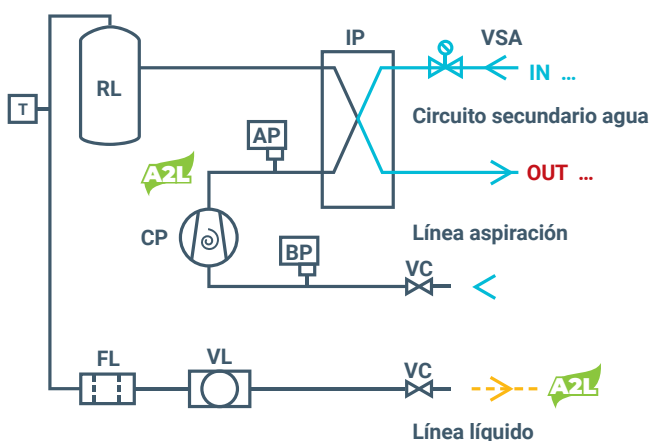 IP
VSA
RL
IN ...
T
Circuito secundario agua
AP
A2L
OUT ...
CP
Línea aspiración
BP
VC
FL
VL
VC
A2L
Línea líquido